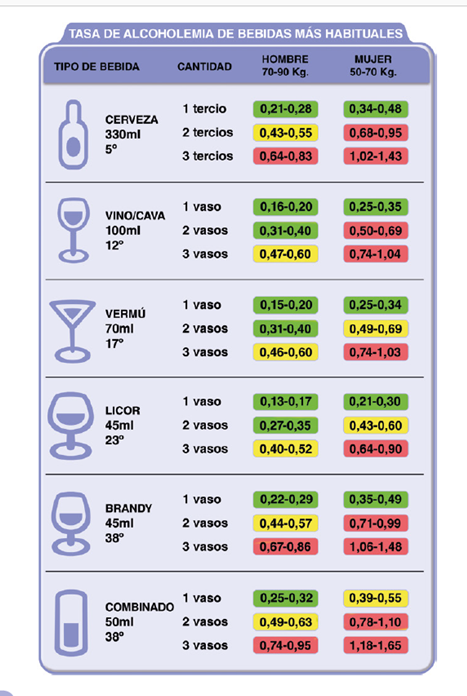 TASA DE ALCOHOLEMIA DE BEBIDAS MÁS HABITUALES
TIPO DE BEBIDA CANTIDAD HOMBRE 70-90 Kg. MUJER 50-70 Kg.
CERVEZA
330ml
5º
1 tercio 0,21-0,28 0,34-0,48
2 tercios 0,43-0,55 0,68-0,95
3 tercios 0,64-0,83 1,02-1,43
VINO/CAVA
100ml
12º
1 vaso 0,16-0,20 0,25-0,35
2 vasos 0,31-0,40 0,50-0,69
3 vasos 0,47-0,60 0,74-1,04
VERMÚ
70ml
17º
1 vaso 0,15-0,20 0,25-0,34
2 vasos 0,31-0,40 0,49-0,69
3 vasos 0,46-0,60 0,74-1,03
LICOR
45ml
23º
1 vaso 0,13-0,17 0,21-0,30
2 vasos 0,27-0,35 0,43-0,60
3 vasos 0,40-0,52 0,64-0,90
BRANDY
45ml
38º
1 vaso 0,22-0,29 0,35-0,49
2 vasos 0,44-0,57 0,71-0,99
3 vasos 0,67-0,86 1,06-1,48
COMBINADO
50ml
38º
1 vaso 0,25-0,32 0,39-0,55
2 vasos 0,49-0,63 0,78-1,10
3 vasos 0,74-0,95 1,18-1,65